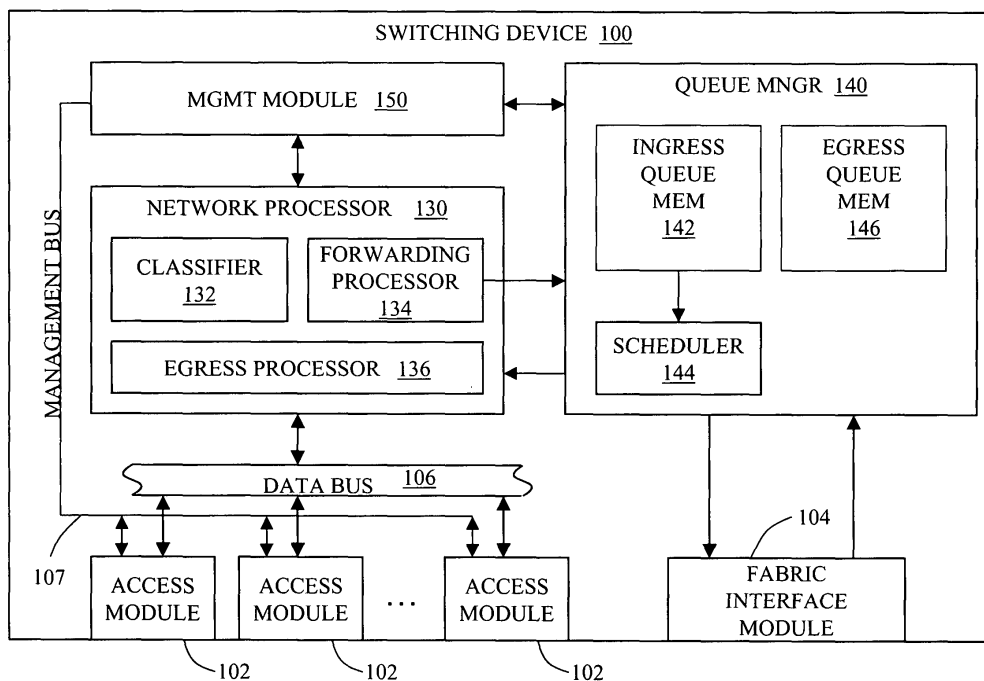 SWITCHING DEVICE 100
MGMT MODULE 150
QUEUE MNGR 140
INGRESS
QUEUE
MEM
142
EGRESS
QUEUE
MEM
146
MANAGEMENT BUS
NETWORK PROCESSOR 130
CLASSIFIER
132
FORWARDING
PROCESSOR
134
SCHEDULER
144
EGRESS PROCESSOR 136
DATA BUS 106
104
107
ACCESS
MODULE
ACCESS
MODULE
...
ACCESS
MODULE
FABRIC
INTERFACE
MODULE
102
102
102